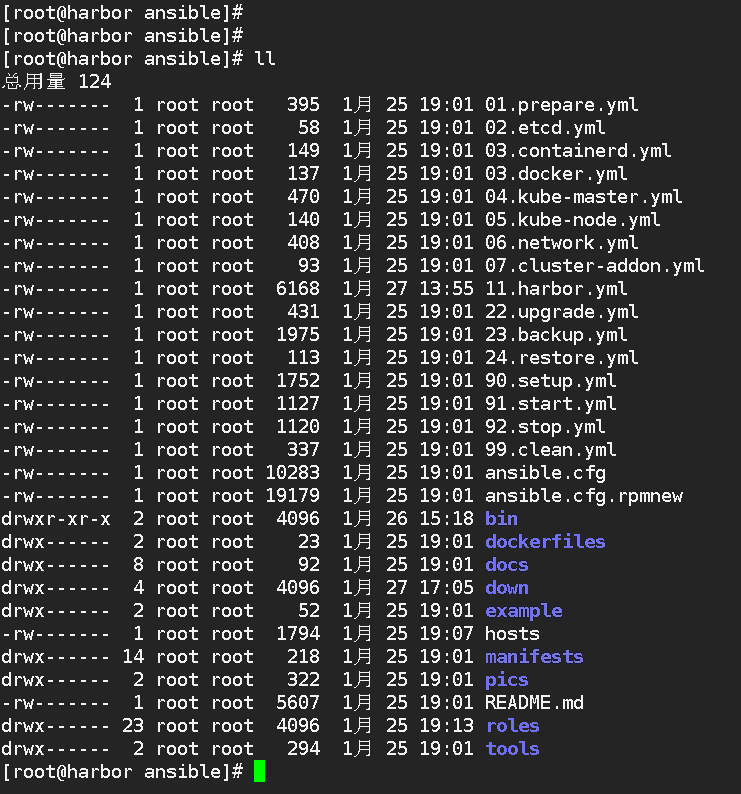 [root@harbor ansible]#
[root@harbor ansible]#
[root@harbor ansible]# ll
总用量 124
-rw-------  1 root root   395  1月 25 19:01 01.prepare.yml
-rw-------  1 root root    58  1月 25 19:01 02.etcd.yml
-rw-------  1 root root   149  1月 25 19:01 03.containerd.yml
-rw-------  1 root root   137  1月 25 19:01 03.docker.yml
-rw-------  1 root root   470  1月 25 19:01 04.kube-master.yml
-rw-------  1 root root   140  1月 25 19:01 05.kube-node.yml
-rw-------  1 root root   408  1月 25 19:01 06.network.yml
-rw-------  1 root root    93  1月 25 19:01 07.cluster-addon.yml
-rw-------  1 root root  6168  1月 27 13:55 11.harbor.yml
-rw-------  1 root root   431  1月 25 19:01 22.upgrade.yml
-rw-------  1 root root  1975  1月 25 19:01 23.backup.yml
-rw-------  1 root root   113  1月 25 19:01 24.restore.yml
-rw-------  1 root root  1752  1月 25 19:01 90.setup.yml
-rw-------  1 root root  1127  1月 25 19:01 91.start.yml
-rw-------  1 root root  1120  1月 25 19:01 92.stop.yml
-rw-------  1 root root   337  1月 25 19:01 99.clean.yml
-rw-------  1 root root 10283  1月 25 19:01 ansible.cfg
-rw-------  1 root root 19179  1月 25 19:01 ansible.cfg.rpmnew
drwxr-xr-x  2 root root  4096  1月 26 15:18 bin
drwx------  2 root root    23  1月 25 19:01 dockerfiles
drwx------  8 root root    92  1月 25 19:01 docs
drwx------  4 root root  4096  1月 27 17:05 down
drwx------  2 root root    52  1月 25 19:01 example
-rw-------  1 root root  1794  1月 25 19:07 hosts
drwx------ 14 root root   218  1月 25 19:01 manifests
drwx------  2 root root   322  1月 25 19:01 pics
-rw-------  1 root root  5607  1月 25 19:01 README.md
drwx------ 23 root root  4096  1月 25 19:13 roles
drwx------  2 root root   294  1月 25 19:01 tools
[root@harbor ansible]#